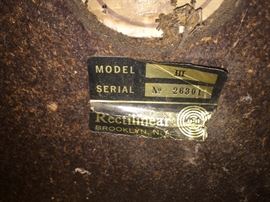 MODEL III
SERIAL No 26301
Rectilinear
BROOKLYN, N.Y.